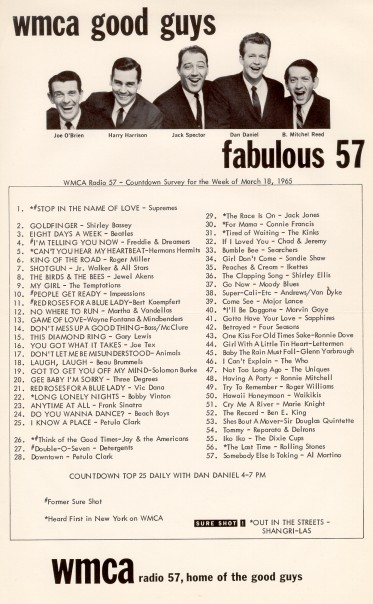 wmca good guys
Joe O'Brien Harry Harrison Jack Spector Dan Daniel B. Mitchel Reed
fabulous 57
WMCA Radio 57 - Countdown Survey for the Week of March 18, 1965
1. *#STOP IN THE NAME OF LOVE - Supremes
2. GOLDFINGER - Shirley Bassey
3. EIGHT DAYS A WEEK - Beatles
4. #I'M TELLING YOU NOW - Freddie & Dreamers
5. *CAN'T YOU HEAR MY HEARTBEAT-Hermons Hermits
6. KING OF THE ROAD - Roger Miller
7. SHOTGUN - Jr. Walker & All Stars
8. THE BIRDS & THE BEES - Jewel Akens
9. MY GIRL - The Temptations
10. #PEOPLE GET READY - Impressions
11. #RED ROSES FOR A BLUE LADY-Bert Kaempfert
12. NO WHERE TO RUN - Martha & Vandellas
13. GAME OF LOVE-Wayne Fontana & Mindbenders
14. DON'T MESS UP A GOOD THING-Bass/McClure
15. THIS DIAMOND RING - Gary Lewis
16. YOU GOT WHAT IT TAKES - Joe Tex
17. DON'T LET ME BE MISUNDERSTOOD-Animals
18. LAUGH, LAUGH - Beau Brummels
19. GOT TO GET YOU OFF MY MIND-Solomon Burke
20. GEE BABY I'M SORRY - Three Degrees
21. RED ROSES FOR A BLUE LADY - Vic Dana
22. *LONG LONELY NIGHTS - Bobby Vinton
23. ANYTIME AT ALL - Frank Sinatra
24. DO YOU WANNA DANCE? - Beach Boys
25. I KNOW A PLACE - Petula Clark
26. *#Think of the Good Times-Jay & the Americans
27. #Double-O-Seven - Detergents
28. Downtown - Petula Clark
29. *The Race Is On - Jack Jones
30. *For Mama - Connie Francis
31. *Tired of Waiting - The Kinks
32. If I Loved You - Chad & Jeremy
33. Bumble Bee - Searchers
34. Girl Don't Come - Sandie Shaw
35. Peaches & Cream - Ikettes
36. The Clapping Song - Shirley Ellis
37. Go Now - Moody Blues
38. Super-Cali-Etc - Andrews/Van Dyke
39. Come See - Major Lance
40. *I'll Be Doggone - Marvin Gaye
41. Gotta Have Your Love - Sapphires
42. Betrayed - Four Seasons
43. One Kiss For Old Times Sake-Ronnie Dove
44. Girl With A Little Tin Heart-Lettermen
45. Baby The Rain Must Fall-Glenn Yarbrough
46. I Can't Explain - The Who
47. Not Too Long Ago - The Uniques
48. Having A Party - Ronnie Mitchell
49. Try To Remember - Roger Williams
50. Hawaii Honeymoon - Waikikis
51. Cry Me A River - Marie Knight
52. The Record - Ben E. King
53. Shes Bout A Mover-Sir Douglas Quintette
54. Tommy - Reparata & Delrons
55. Iko Iko - The Dixie Cups
56. *The Last Time - Rolling Stones
57. Somebody Else Is Taking - Al Martino
COUNTDOWN TOP 25 DAILY WITH DAN DANIEL 4-7 PM
#Former Sure Shot
*Heard First in New York on WMCA
SURE SHOT ! *OUT IN THE STREETS -
SHANGRI-LAS
wmca radio 57, home of the good guys